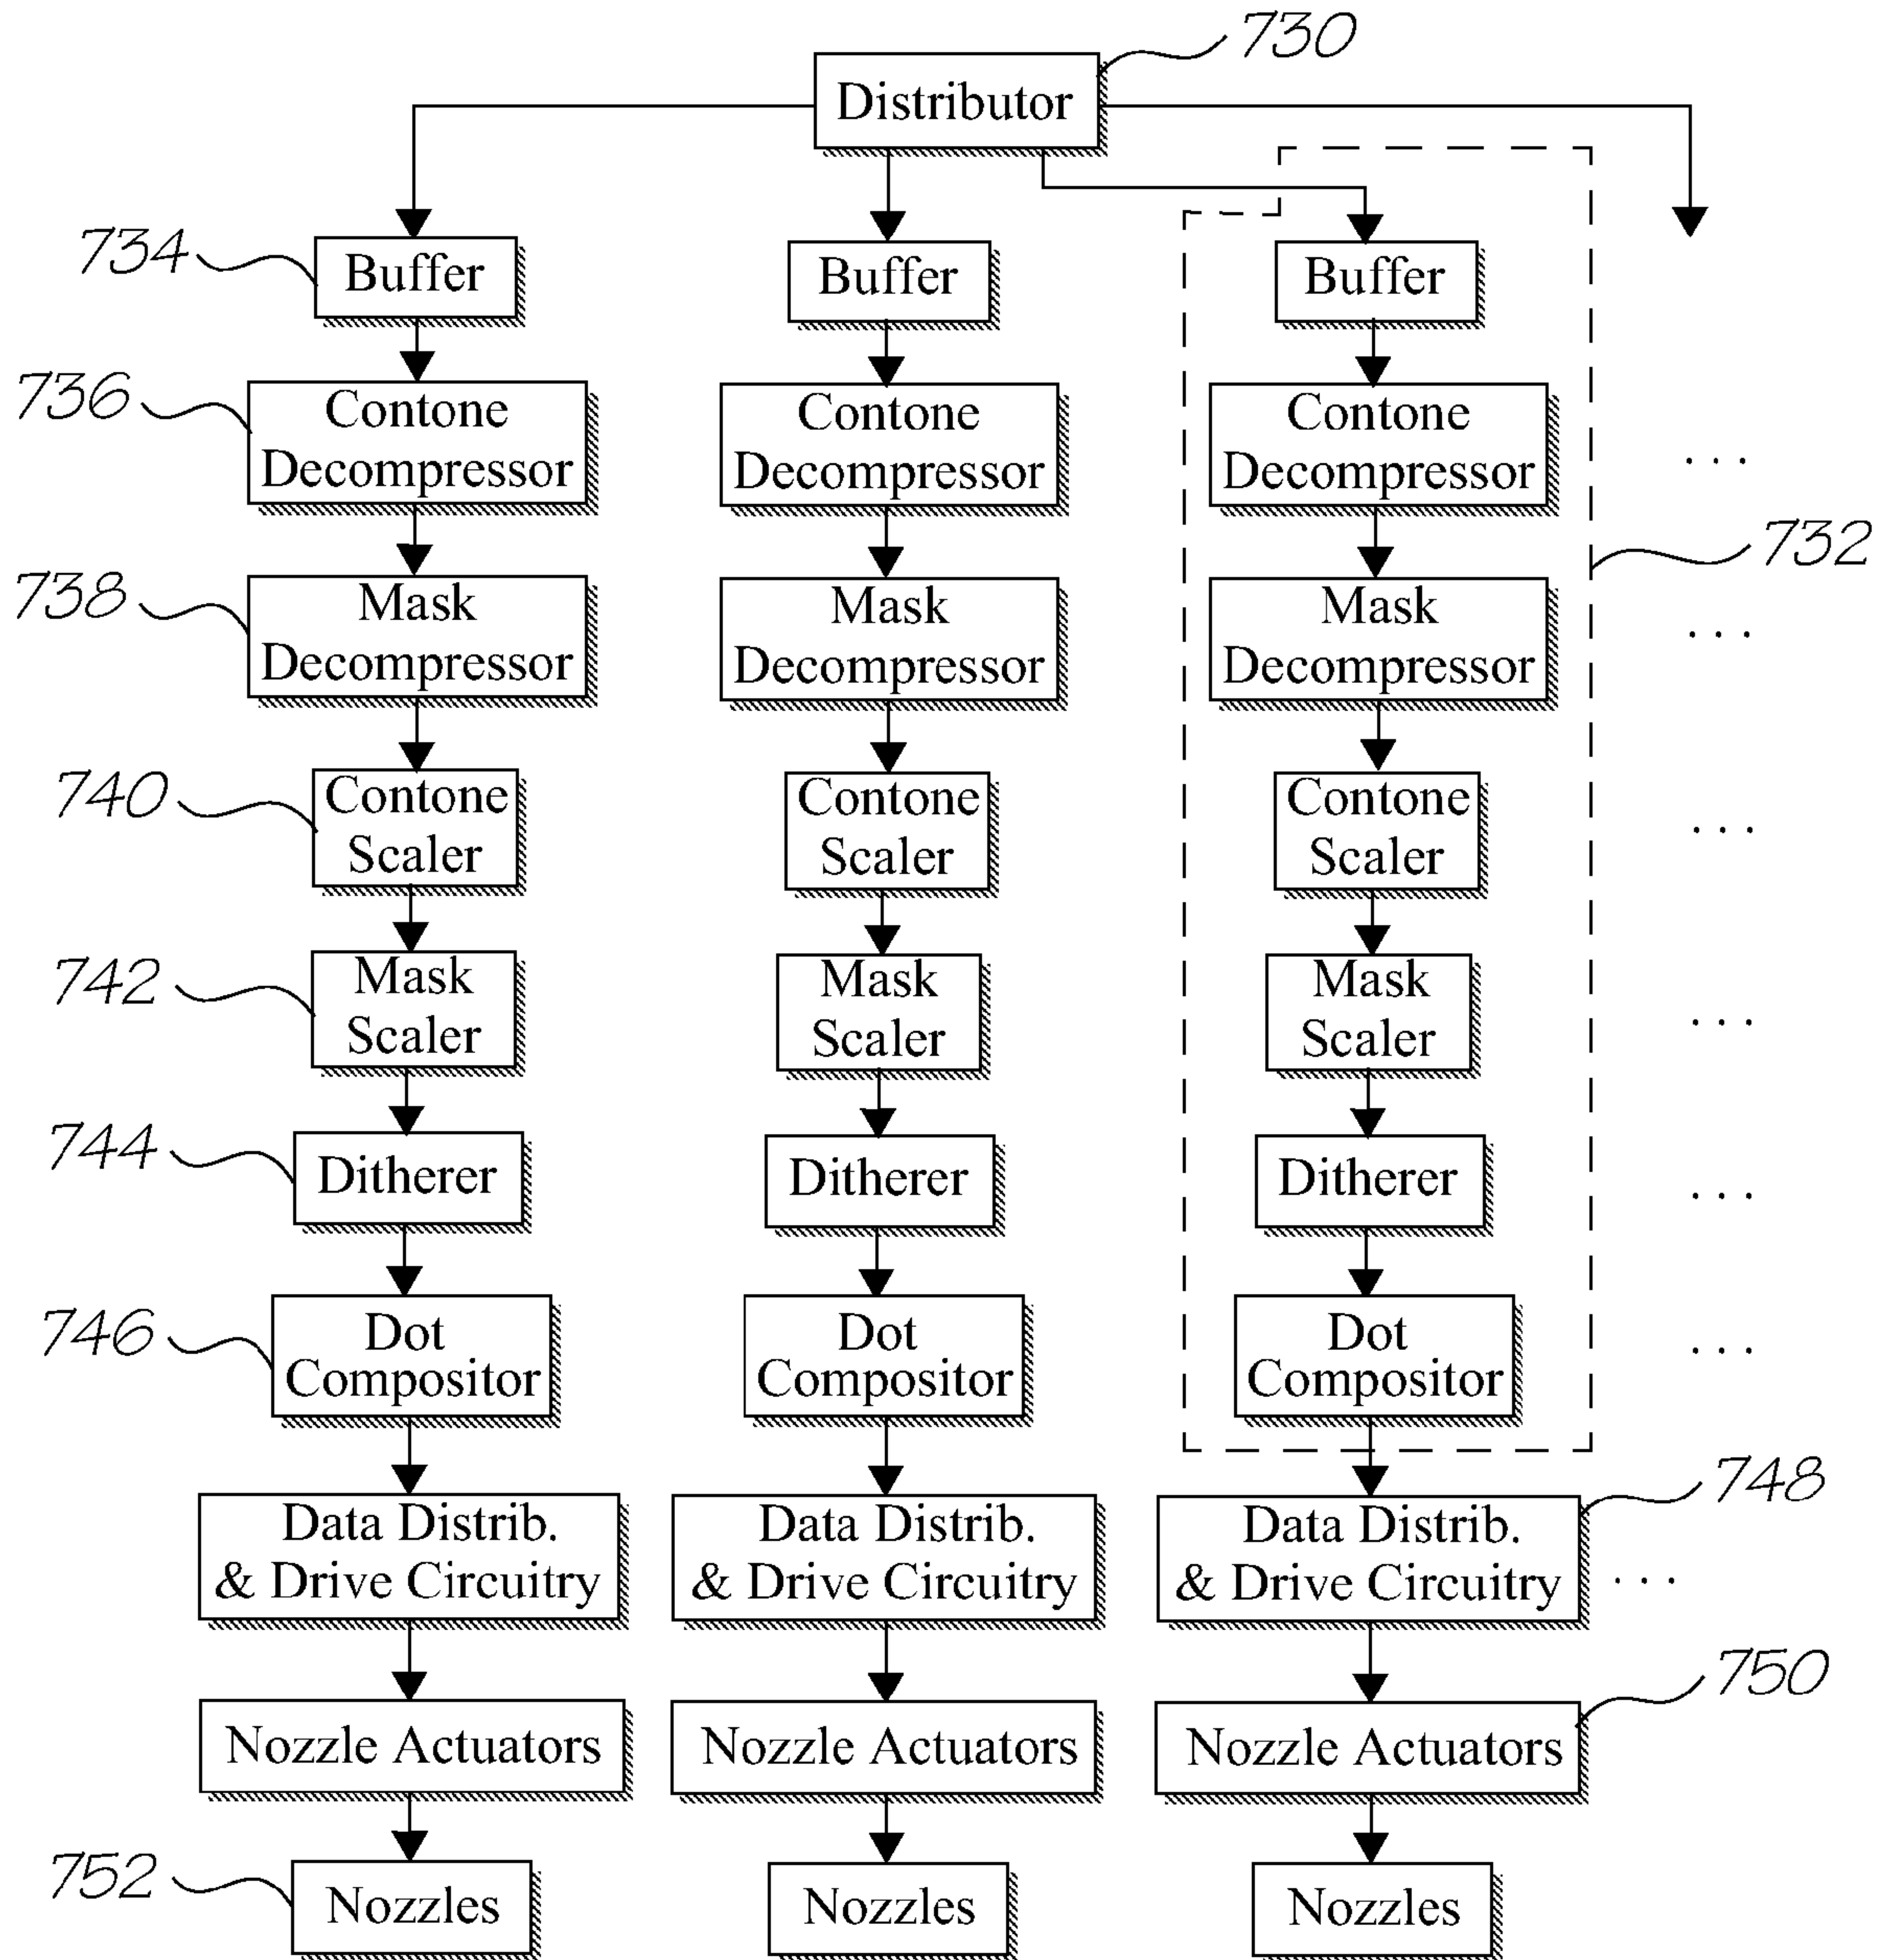 730
Distributor
734
Buffer
Buffer
Buffer
736
Contone
Decompressor
Contone
Decompressor
Contone
Decompressor
...
732
738
Mask
Decompressor
Mask
Decompressor
Mask
Decompressor
...
740
Contone
Scaler
Contone
Scaler
Contone
Scaler
...
742
Mask
Scaler
Mask
Scaler
Mask
Scaler
...
744
Ditherer
Ditherer
Ditherer
...
746
Dot
Compositor
Dot
Compositor
Dot
Compositor
...
748
Data Distrib.
& Drive Circuitry
Data Distrib.
& Drive Circuitry
Data Distrib.
& Drive Circuitry
...
750
Nozzle Actuators
Nozzle Actuators
Nozzle Actuators
752
Nozzles
Nozzles
Nozzles